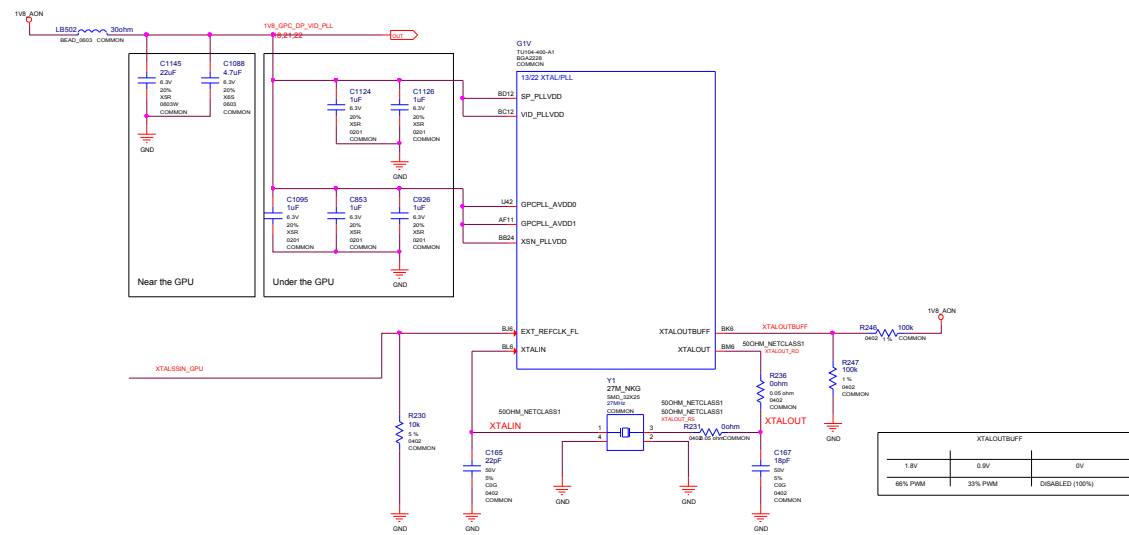 1V8_AON
LB502 30ohm
BEAD_0603 COMMON
1V8_GPC_DP_VID_PLL
18,21,22
OUT
C1145
22uF
6.3V
20%
X5R
0603W
COMMON
C1088
4.7uF
6.3V
20%
X6S
0603
COMMON
GND
Near the GPU
C1124
1uF
6.3V
20%
X5R
0201
COMMON
C1126
1uF
6.3V
20%
X5R
0201
COMMON
GND
C1095
1uF
6.3V
20%
X5R
0201
COMMON
C853
1uF
6.3V
20%
X5R
0201
COMMON
C926
1uF
6.3V
20%
X5R
0201
COMMON
GND
Under the GPU
G1V
TU104-400-A1
BGA2228
COMMON
13/22 XTAL/PLL
BD12 SP_PLLVDD
BC12 VID_PLLVDD
U42 GPCPLL_AVDD0
AF11 GPCPLL_AVDD1
BB24 XSN_PLLVDD
BJ6 EXT_REFCLK_FL
BL6 XTALIN
XTALOUTBUFF BK6
XTALOUT BM6
XTALOUTBUFF
50OHM_NETCLASS1
XTALOUT_RD
1V8_AON
R246 100k
0402 1 % COMMON
R247
100k
1 %
0402
COMMON
GND
R236
0ohm
0.05 ohm
0402
COMMON
XTALSSIN_GPU
R230
10k
5 %
0402
COMMON
GND
50OHM_NETCLASS1
XTALIN
Y1
27M_NKG
SMD_32X25
27MHz
COMMON
1
4
3
2
50OHM_NETCLASS1
50OHM_NETCLASS1
XTALOUT_RS
R231 0ohm
0402 0.05 ohm COMMON
XTALOUT
C165
22pF
50V
5%
C0G
0402
COMMON
GND
GND
GND
C167
18pF
50V
5%
C0G
0402
COMMON
GND
XTALOUTBUFF
1.8V 0.9V 0V
66% PWM 33% PWM DISABLED (100%)